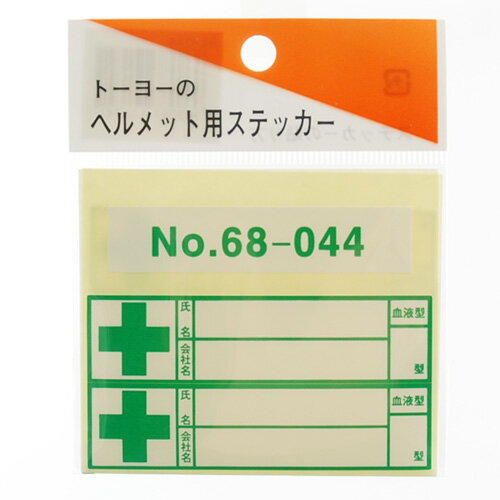 トーヨーの
ヘルメット用ステッカー
No.68-044
氏名 血液型
会社名 型
氏名 血液型
会社名 型